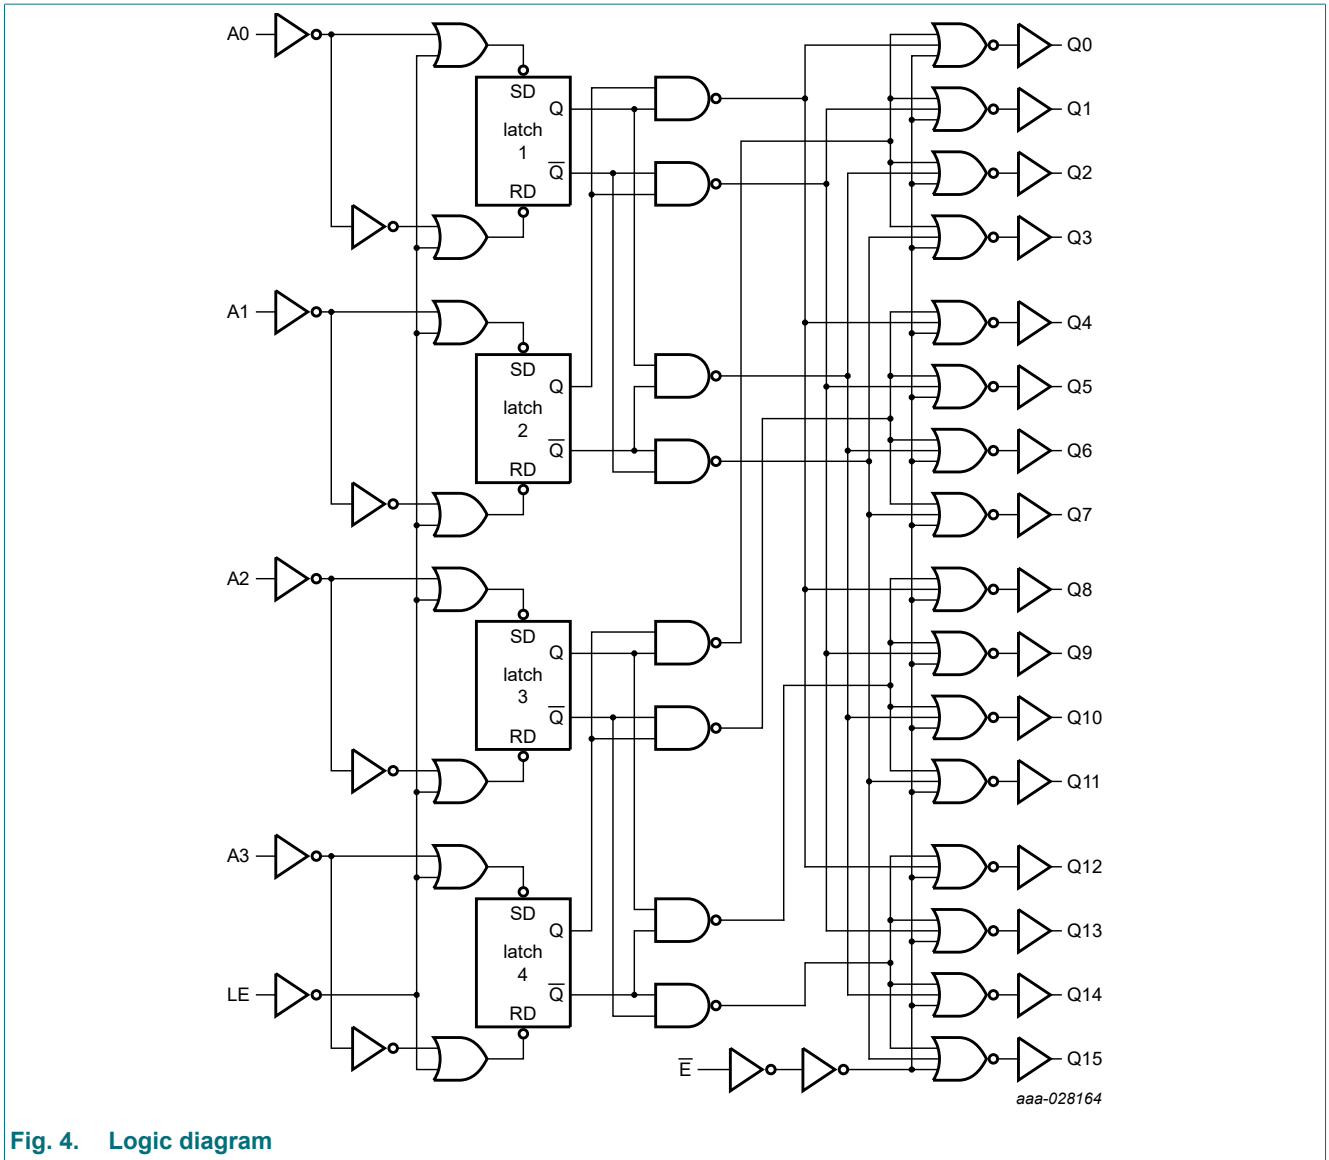 A0
A1
A2
A3
LE
E̅
SD
Q
latch
1
Q̅
RD
SD
Q
latch
2
Q̅
RD
SD
Q
latch
3
Q̅
RD
SD
Q
latch
4
Q̅
RD
Q0
Q1
Q2
Q3
Q4
Q5
Q6
Q7
Q8
Q9
Q10
Q11
Q12
Q13
Q14
Q15
aaa-028164
Fig. 4. Logic diagram